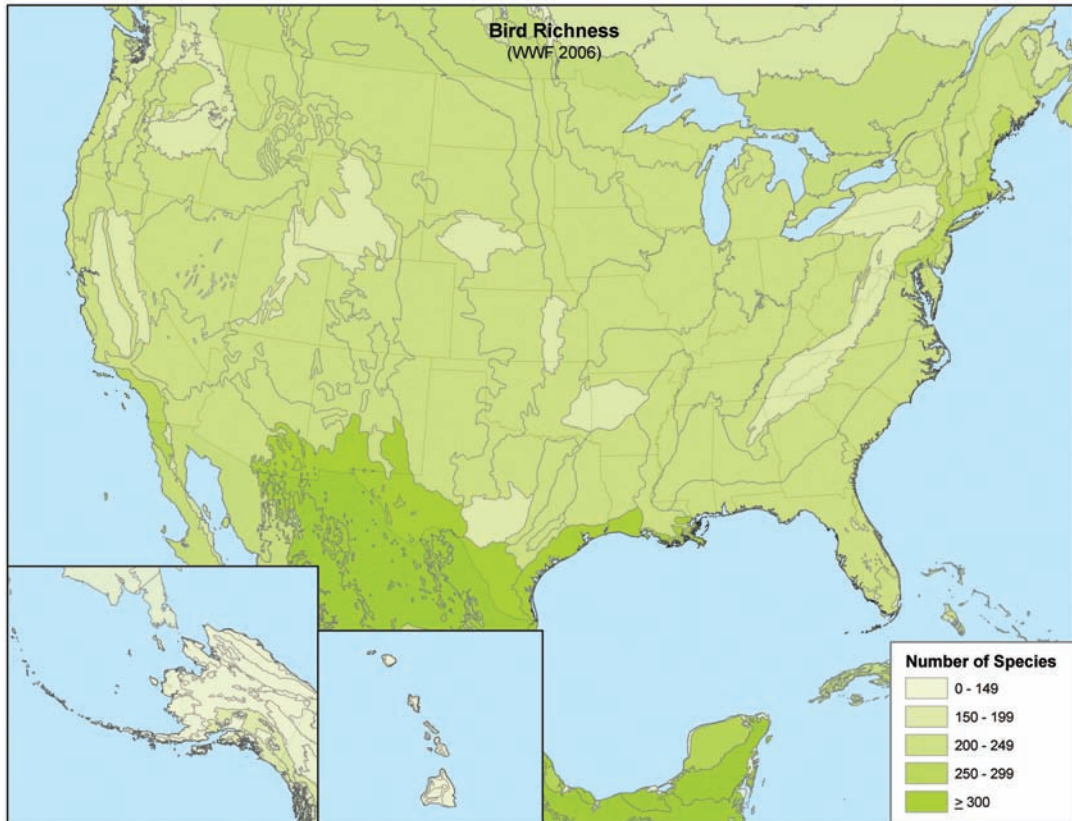 Bird Richness
(WWF 2006)
Number of Species
0 - 149
150 - 199
200 - 249
250 - 299
≥ 300